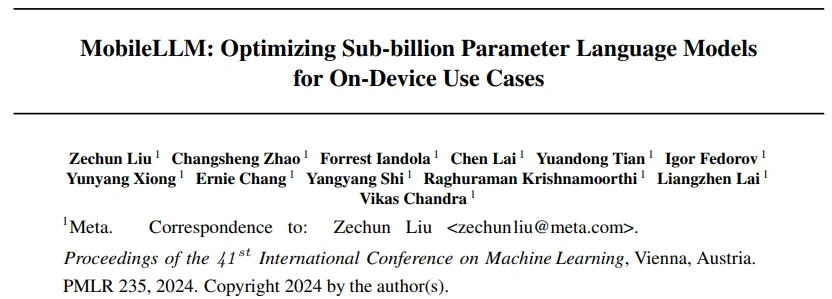 MobileLLM: Optimizing Sub-billion Parameter Language Models
for On-Device Use Cases
Zechun Liu 1 Changsheng Zhao 1 Forrest Iandola 1 Chen Lai 1 Yuandong Tian 1 Igor Fedorov 1
Yunyang Xiong 1 Ernie Chang 1 Yangyang Shi 1 Raghuraman Krishnamoorthi 1 Liangzhen Lai 1
Vikas Chandra 1
1Meta. Correspondence to: Zechun Liu <zechunliu@meta.com>.
Proceedings of the 41st International Conference on Machine Learning, Vienna, Austria.
PMLR 235, 2024. Copyright 2024 by the author(s).